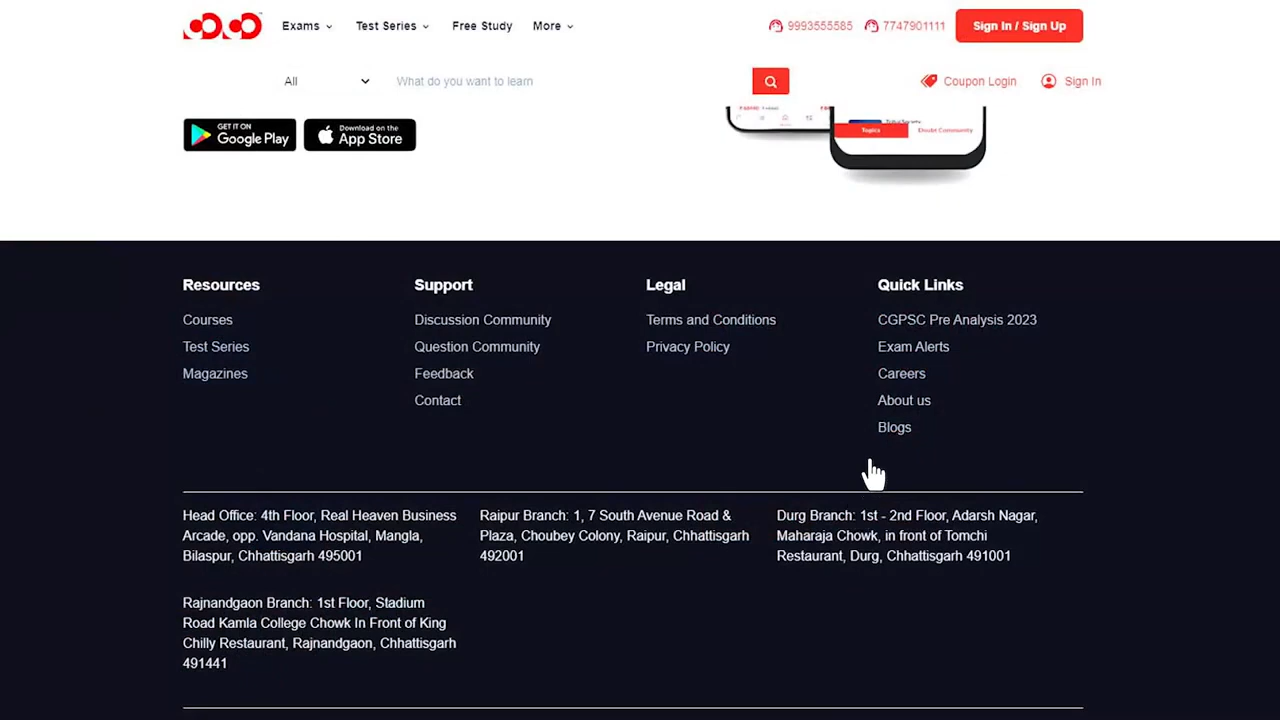 Exams Test Series Free Study More 9993555585 7747901111 Sign In / Sign Up
All What do you want to learn Coupon Login Sign In
GET IT ON Google Play Download on the App Store
Topics Doubt Community
Resources Support Legal Quick Links
Courses Discussion Community Terms and Conditions CGPSC Pre Analysis 2023
Test Series Question Community Privacy Policy Exam Alerts
Magazines Feedback Careers
Contact About us
Blogs
Head Office: 4th Floor, Real Heaven Business
Arcade, opp. Vandana Hospital, Mangla,
Bilaspur, Chhattisgarh 495001
Raipur Branch: 1, 7 South Avenue Road &
Plaza, Choubey Colony, Raipur, Chhattisgarh
492001
Durg Branch: 1st - 2nd Floor, Adarsh Nagar,
Maharaja Chowk, in front of Tomchi
Restaurant, Durg, Chhattisgarh 491001
Rajnandgaon Branch: 1st Floor, Stadium
Road Kamla College Chowk In Front of King
Chilly Restaurant, Rajnandgaon, Chhattisgarh
491441